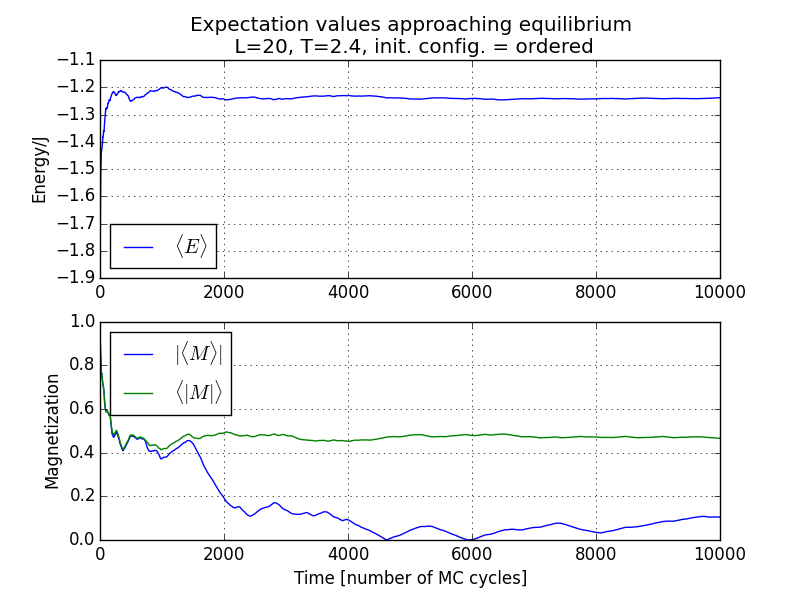 Expectation values approaching equilibrium
L=20, T=2.4, init. config. = ordered
Energy/J
−1.1
−1.2
−1.3
−1.4
−1.5
−1.6
−1.7
−1.8
−1.9
⟨E⟩
0 2000 4000 6000 8000 10000
Magnetization
1.0
0.8
0.6
0.4
0.2
0.0
|⟨M⟩|
⟨|M|⟩
0 2000 4000 6000 8000 10000
Time [number of MC cycles]